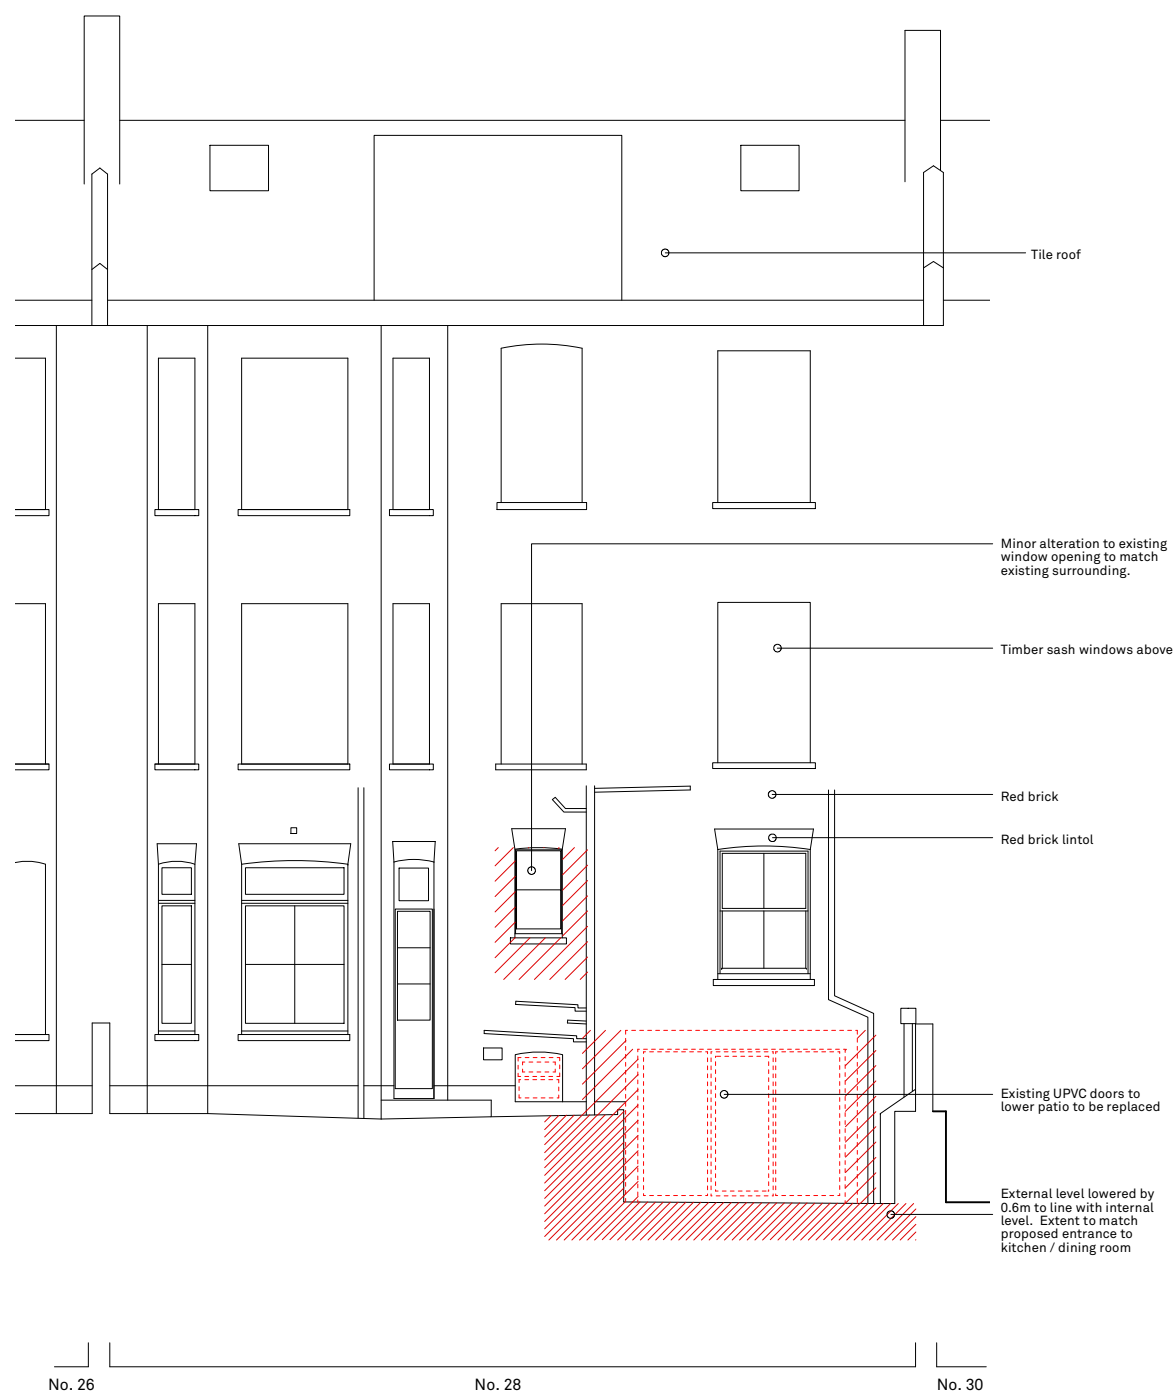 Tile roof
Minor alteration to existing
window opening to match
existing surrounding.
Timber sash windows above
Red brick
Red brick lintol
Existing UPVC doors to
lower patio to be replaced
External level lowered by
0.6m to line with internal
level. Extent to match
proposed entrance to
kitchen / dining room
No. 26
No. 28
No. 30